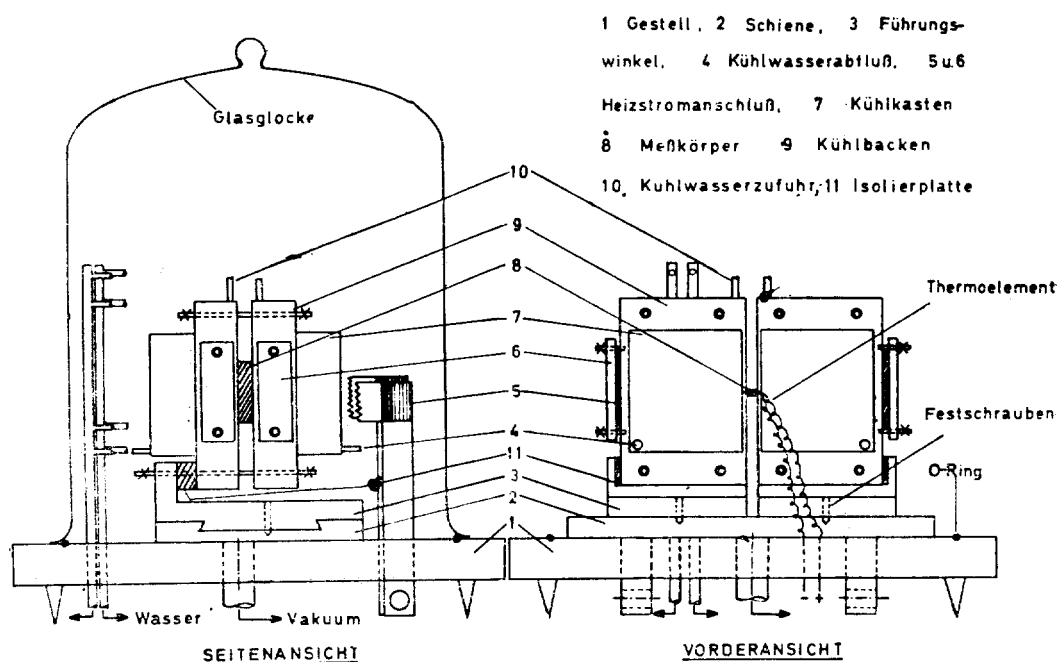 1 Gestell, 2 Schiene, 3 Führungs-
winkel, 4 Kühlwasserabfluß, 5 u. 6
Heizstromanschluß, 7 Kühlkasten
8 Meßkörper 9 Kühlbacken
10, Kuhlwasserzufuhr, 11 Isolierplatte
Glasglocke
10
9
8
7
6
5
4
11
3
2
1
Thermoelement
Festschrauben
O-Ring
Wasser
Vakuum
SEITENANSICHT
VORDERANSICHT